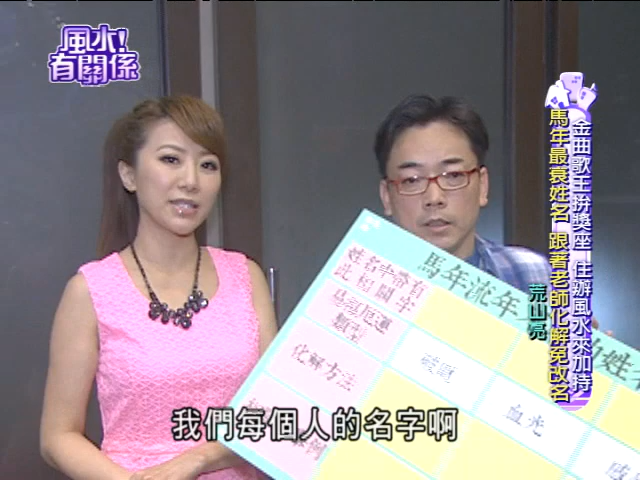 風水!
有關係
金曲歌王拚獎座 住辦風水來加持
馬年最衰姓名 跟著老師化解免改名
荒山亮
馬年流年
姓名中帶有
此相關字
易犯厄運
類型
化解方法
破財
血光
例
我們每個人的名字啊